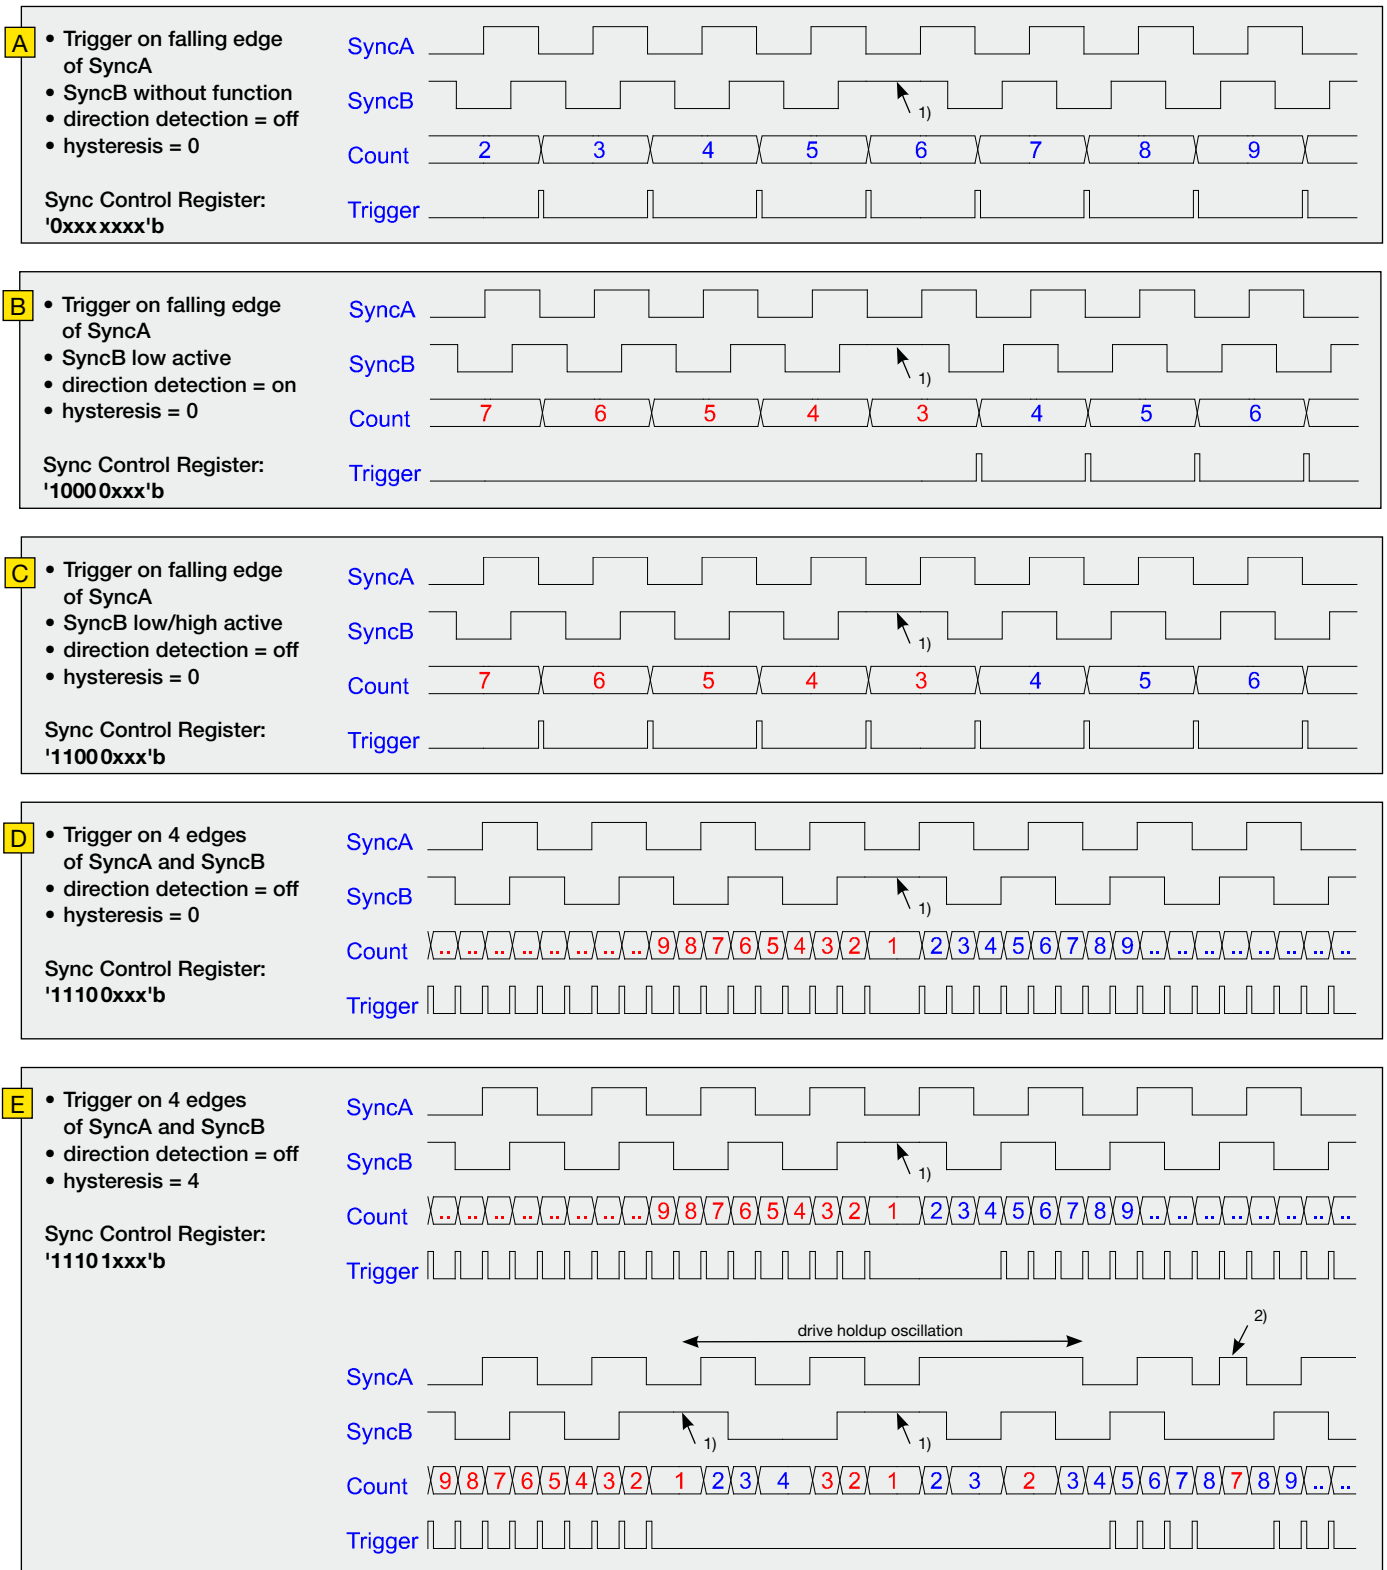 A
• Trigger on falling edge
of SyncA
• SyncB without function
• direction detection = off
• hysteresis = 0
Sync Control Register:
'0xxx xxxx'b
SyncA
SyncB
1)
Count 2 3 4 5 6 7 8 9
Trigger
B
• Trigger on falling edge
of SyncA
• SyncB low active
• direction detection = on
• hysteresis = 0
Sync Control Register:
'1000 0xxx'b
SyncA
SyncB
1)
Count 7 6 5 4 3 4 5 6
Trigger
C
• Trigger on falling edge
of SyncA
• SyncB low/high active
• direction detection = off
• hysteresis = 0
Sync Control Register:
'1100 0xxx'b
SyncA
SyncB
1)
Count 7 6 5 4 3 4 5 6
Trigger
D
• Trigger on 4 edges
of SyncA and SyncB
• direction detection = off
• hysteresis = 0
Sync Control Register:
'1110 0xxx'b
SyncA
SyncB
1)
Count .. .. .. .. .. .. .. .. 9 8 7 6 5 4 3 2 1 2 3 4 5 6 7 8 9 .. .. .. .. .. .. .. ..
Trigger
E
• Trigger on 4 edges
of SyncA and SyncB
• direction detection = off
• hysteresis = 4
Sync Control Register:
'1110 1xxx'b
SyncA
SyncB
1)
Count .. .. .. .. .. .. .. .. 9 8 7 6 5 4 3 2 1 2 3 4 5 6 7 8 9 .. .. .. .. .. .. .. ..
Trigger
drive holdup oscillation
2)
SyncA
SyncB
1) 1)
Count 9 8 7 6 5 4 3 2 1 2 3 4 3 2 1 2 3 2 3 4 5 6 7 8 7 8 9 .. ..
Trigger